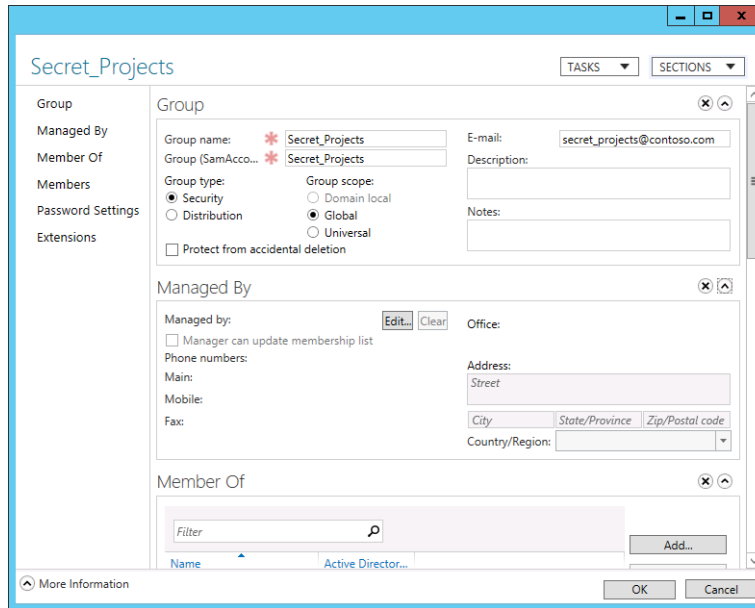 Secret_Projects
TASKS
SECTIONS
Group
Managed By
Member Of
Members
Password Settings
Extensions
Group
Group name:
Secret_Projects
Group (SamAcco...
Secret_Projects
Group type:
Security
Distribution
Group scope:
Domain local
Global
Universal
Protect from accidental deletion
E-mail:
secret_projects@contoso.com
Description:
Notes:
Managed By
Managed by:
Edit...
Clear
Manager can update membership list
Phone numbers:
Main:
Mobile:
Fax:
Office:
Address:
Street
City
State/Province
Zip/Postal code
Country/Region:
Member Of
Filter
Name
Active Director...
Add...
More Information
OK
Cancel